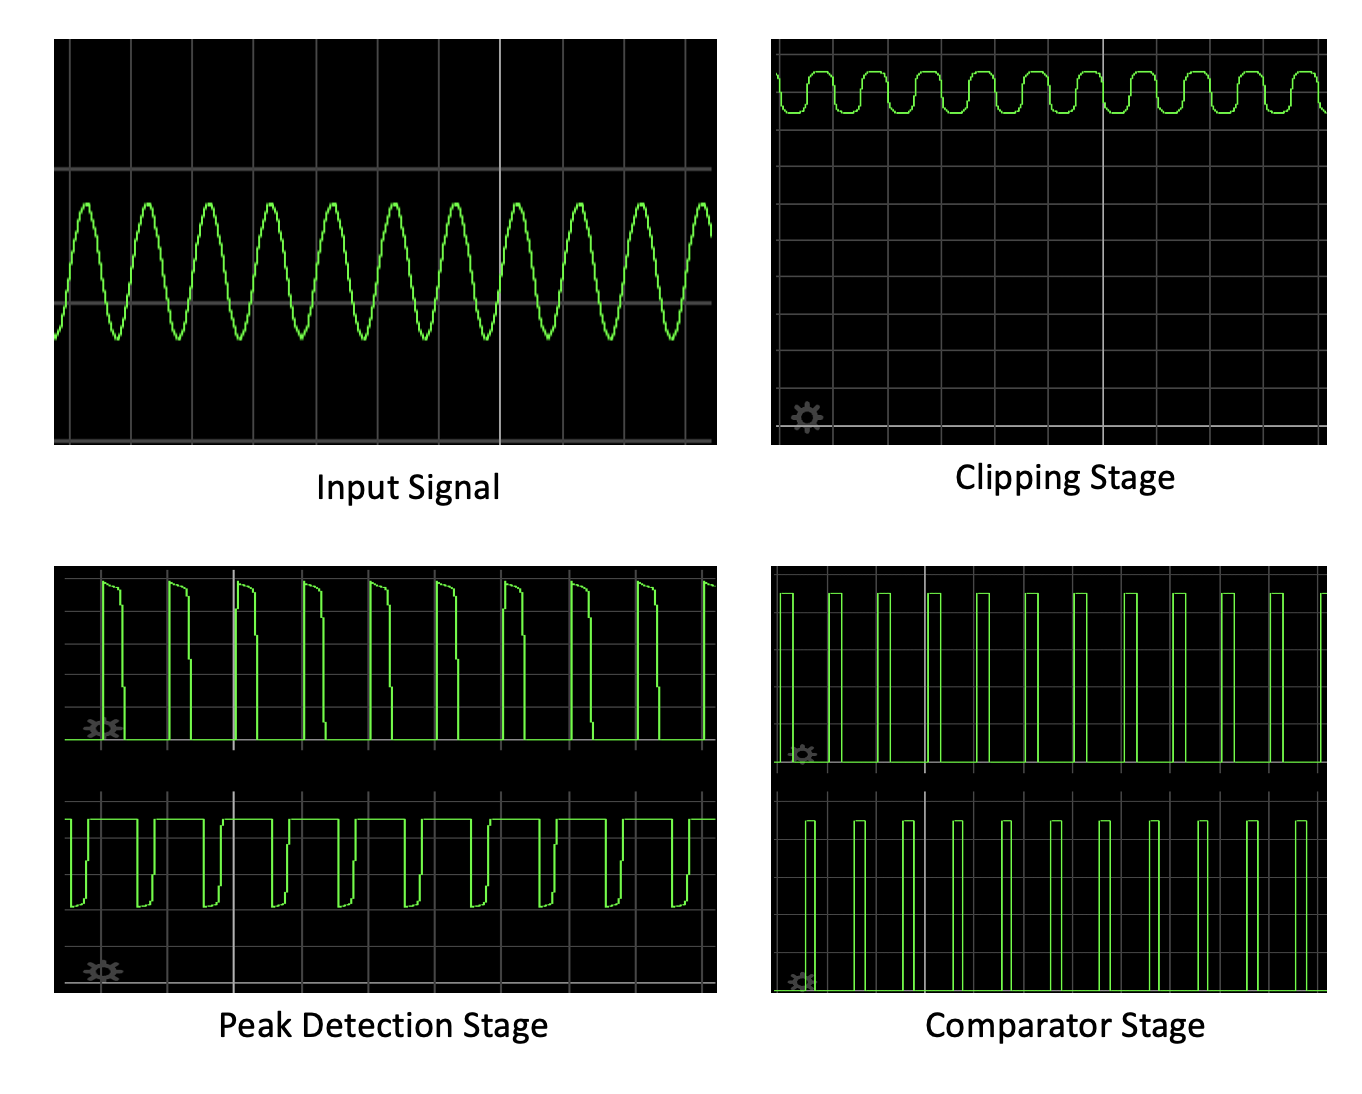 Input Signal
Clipping Stage
Peak Detection Stage
Comparator Stage